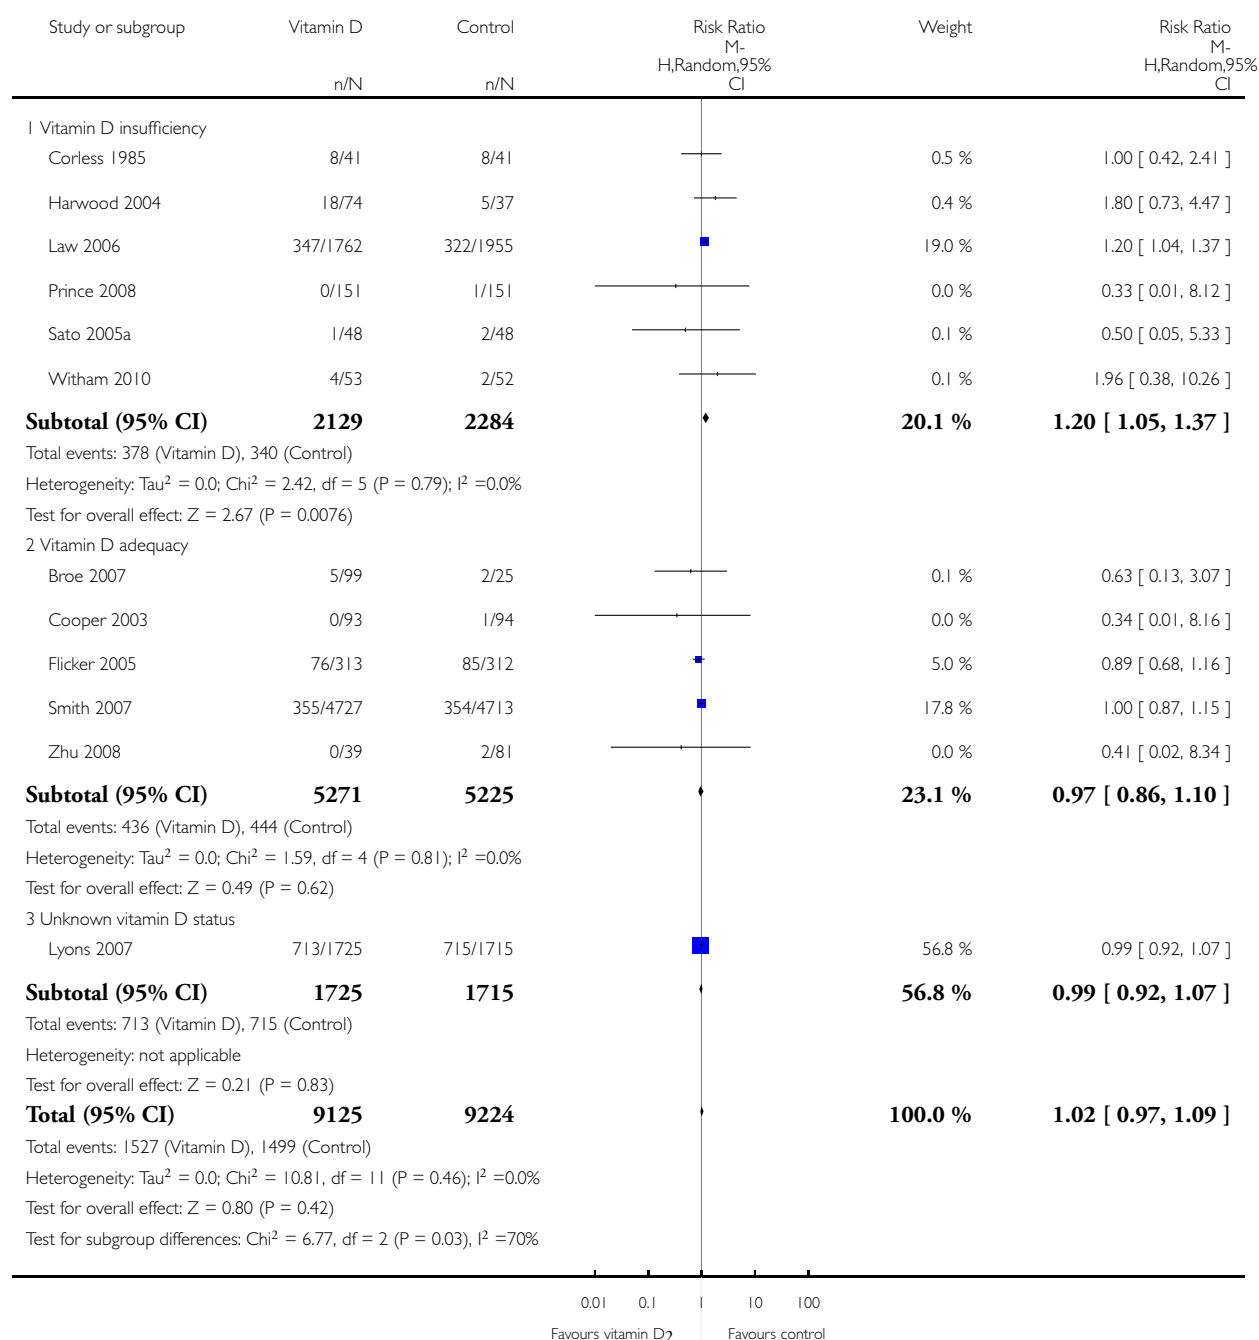 Study or subgroup Vitamin D Control Risk Ratio Weight Risk Ratio
M- M-
H,Random,95% H,Random,95%
n/N n/N CI CI
1 Vitamin D insufficiency
Corless 1985 8/41 8/41 0.5 % 1.00 [ 0.42, 2.41 ]
Harwood 2004 18/74 5/37 0.4 % 1.80 [ 0.73, 4.47 ]
Law 2006 347/1762 322/1955 19.0 % 1.20 [ 1.04, 1.37 ]
Prince 2008 0/151 1/151 0.0 % 0.33 [ 0.01, 8.12 ]
Sato 2005a 1/48 2/48 0.1 % 0.50 [ 0.05, 5.33 ]
Witham 2010 4/53 2/52 0.1 % 1.96 [ 0.38, 10.26 ]
Subtotal (95% CI) 2129 2284 20.1 % 1.20 [ 1.05, 1.37 ]
Total events: 378 (Vitamin D), 340 (Control)
Heterogeneity: Tau² = 0.0; Chi² = 2.42, df = 5 (P = 0.79); I² =0.0%
Test for overall effect: Z = 2.67 (P = 0.0076)
2 Vitamin D adequacy
Broe 2007 5/99 2/25 0.1 % 0.63 [ 0.13, 3.07 ]
Cooper 2003 0/93 1/94 0.0 % 0.34 [ 0.01, 8.16 ]
Flicker 2005 76/313 85/312 5.0 % 0.89 [ 0.68, 1.16 ]
Smith 2007 355/4727 354/4713 17.8 % 1.00 [ 0.87, 1.15 ]
Zhu 2008 0/39 2/81 0.0 % 0.41 [ 0.02, 8.34 ]
Subtotal (95% CI) 5271 5225 23.1 % 0.97 [ 0.86, 1.10 ]
Total events: 436 (Vitamin D), 444 (Control)
Heterogeneity: Tau² = 0.0; Chi² = 1.59, df = 4 (P = 0.81); I² =0.0%
Test for overall effect: Z = 0.49 (P = 0.62)
3 Unknown vitamin D status
Lyons 2007 713/1725 715/1715 56.8 % 0.99 [ 0.92, 1.07 ]
Subtotal (95% CI) 1725 1715 56.8 % 0.99 [ 0.92, 1.07 ]
Total events: 713 (Vitamin D), 715 (Control)
Heterogeneity: not applicable
Test for overall effect: Z = 0.21 (P = 0.83)
Total (95% CI) 9125 9224 100.0 % 1.02 [ 0.97, 1.09 ]
Total events: 1527 (Vitamin D), 1499 (Control)
Heterogeneity: Tau² = 0.0; Chi² = 10.81, df = 11 (P = 0.46); I² =0.0%
Test for overall effect: Z = 0.80 (P = 0.42)
Test for subgroup differences: Chi² = 6.77, df = 2 (P = 0.03), I² =70%
0.01 0.1 1 10 100
Favours vitamin D2 Favours control